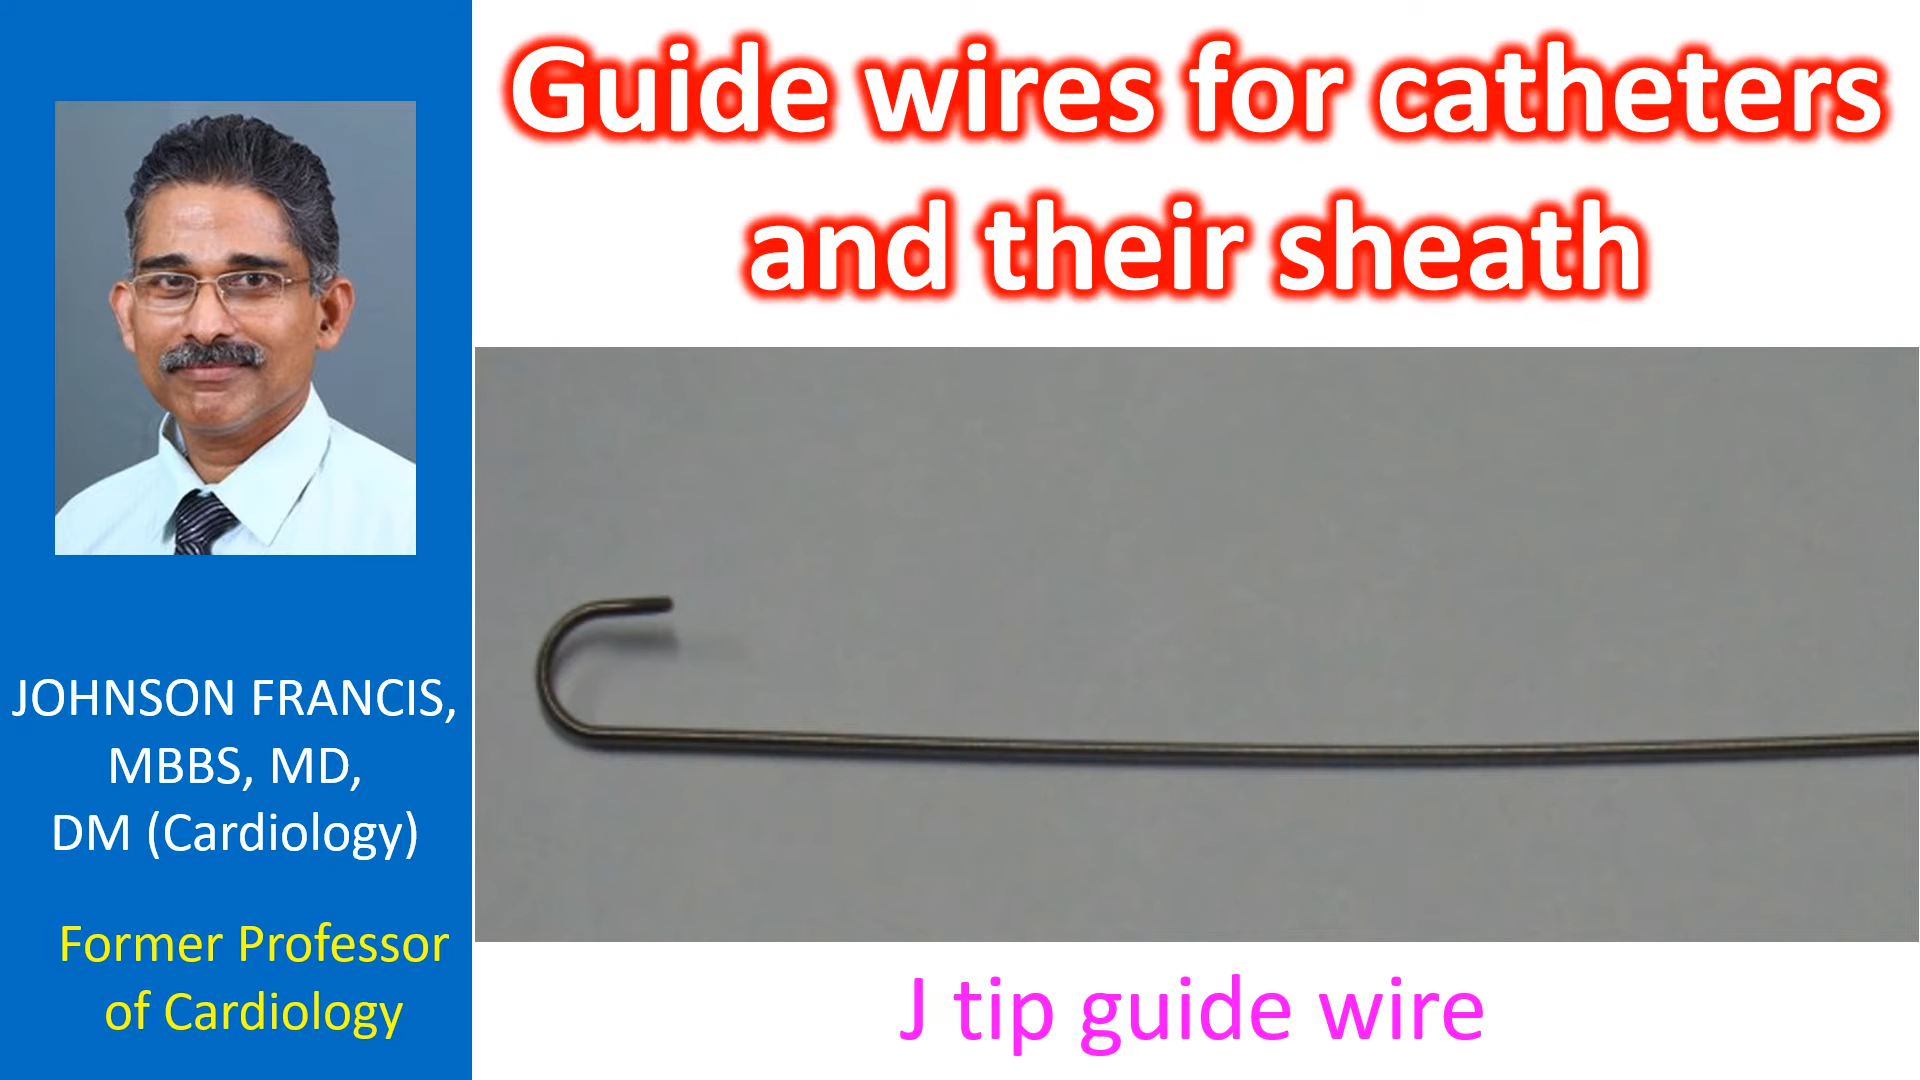 Guide wires for catheters
and their sheath
JOHNSON FRANCIS,
MBBS, MD,
DM (Cardiology)
Former Professor
of Cardiology
J tip guide wire